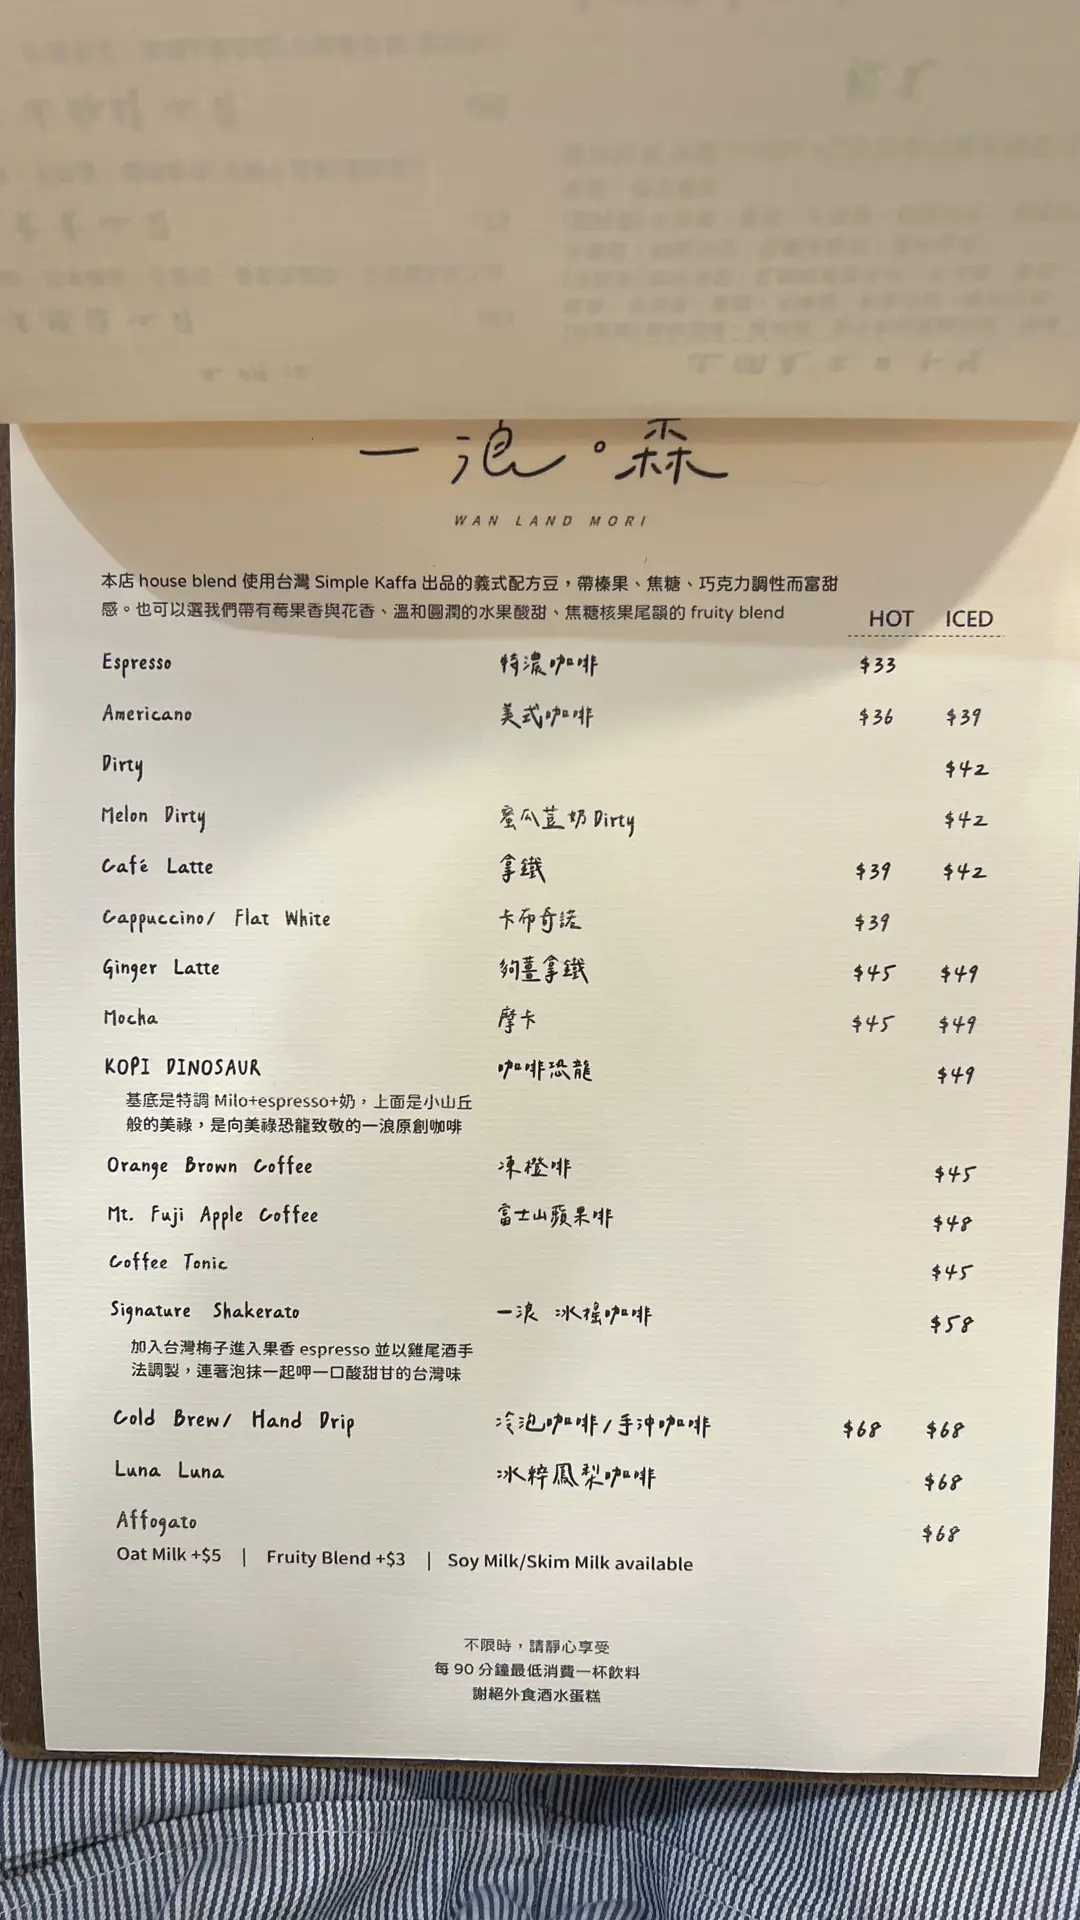 一浪。森
WAN LAND MORI
本店 house blend 使用台灣 Simple Kaffa 出品的義式配方豆，帶榛果、焦糖、巧克力調性而富甜
感。也可以選我們帶有莓果香與花香、溫和圓潤的水果酸甜、焦糖核果尾韻的 fruity blend
HOT ICED
Espresso 特濃咖啡 $33
Americano 美式咖啡 $36 $39
Dirty $42
Melon Dirty 蜜瓜荳奶Dirty $42
Café Latte 拿鐵 $39 $42
Cappuccino/ Flat White 卡布奇諾 $39
Ginger Latte 夠薑拿鐵 $45 $49
Mocha 摩卡 $45 $49
KOPI DINOSAUR 咖啡恐龍 $49
基底是特調 Milo+espresso+奶，上面是小山丘
般的美祿，是向美祿恐龍致敬的一浪原創咖啡
Orange Brown Coffee 凍橙啡 $45
Mt. Fuji Apple Coffee 富士山蘋果啡 $48
Coffee Tonic $45
Signature Shakerato 一浪 冰搖咖啡 $58
加入台灣梅子進入果香 espresso 並以雞尾酒手
法調製，連著泡抹一起呷一口酸甜甘的台灣味
Cold Brew/ Hand Drip 冷泡咖啡/手沖咖啡 $68 $68
Luna Luna 冰粹鳳梨咖啡 $68
Affogato $68
Oat Milk +$5 | Fruity Blend +$3 | Soy Milk/Skim Milk available
不限時，請靜心享受
每 90 分鐘最低消費一杯飲料
謝絕外食酒水蛋糕